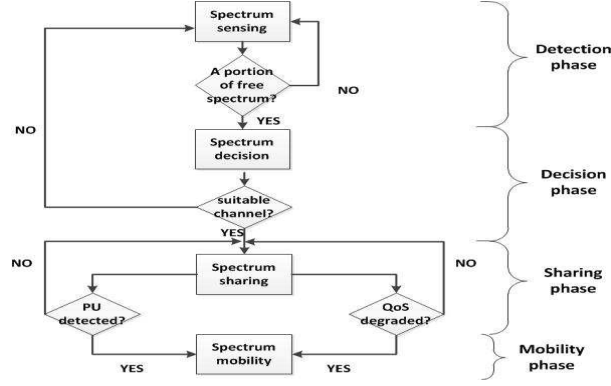 Spectrum
sensing
Detection
phase
A portion
of free
spectrum?
NO
YES
NO
Spectrum
decision
Decision
phase
suitable
channel?
YES
NO
NO
Spectrum
sharing
Sharing
phase
PU
detected?
QoS
degraded?
YES
Spectrum
mobility
YES
Mobility
phase